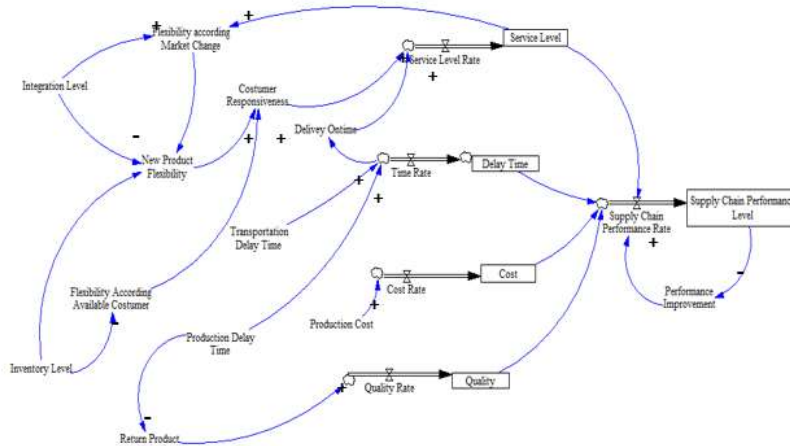 Flexibility according
Market Change
Service Level
Service Level Rate
Integration Level
Costumer
Responsiveness
Delivey Ontime
New Product
Flexibility
Time Rate
Delay Time
Supply Chain Performance
Level
Supply Chain
Performance Rate
Transportation
Delay Time
Cost
Cost Rate
Flexibility According
Available Costumer
Performance
Improvement
Production Cost
Production Delay
Time
Inventory Level
Quality Rate
Quality
Return Product